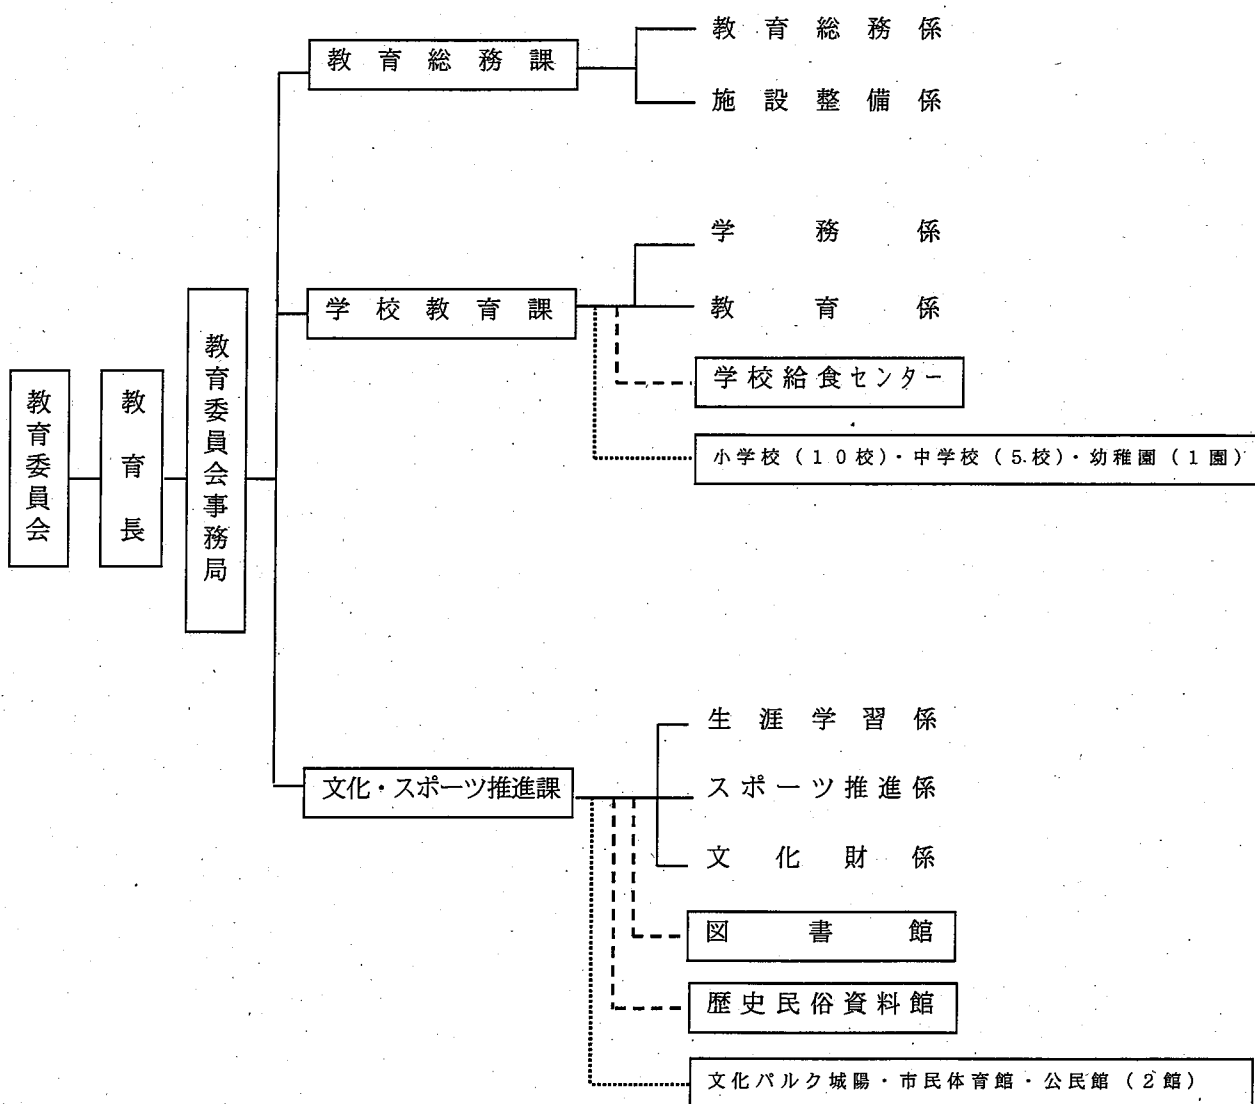 教育委員会
教育長
教育委員会事務局
教育総務課
教育総務係
施設整備係
学校教育課
学務係
教育係
学校給食センター
小学校(10校)・中学校(5校)・幼稚園(1園)
文化・スポーツ推進課
生涯学習係
スポーツ推進係
文化財係
図書館
歴史民俗資料館
文化パルク城陽・市民体育館・公民館(2館)